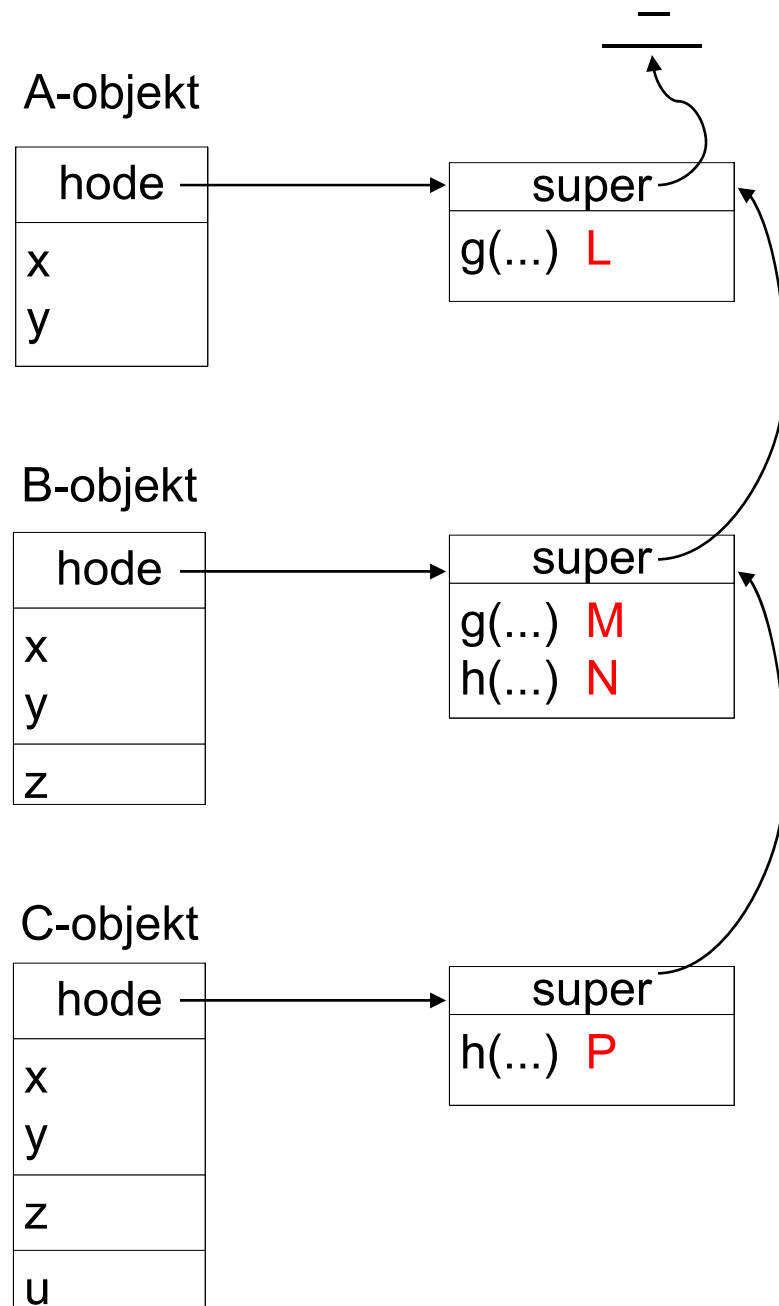 A-objekt
hode
super
x
g(...) L
y
B-objekt
hode
super
x
g(...) M
y
h(...) N
z
C-objekt
hode
super
x
h(...) P
y
z
u